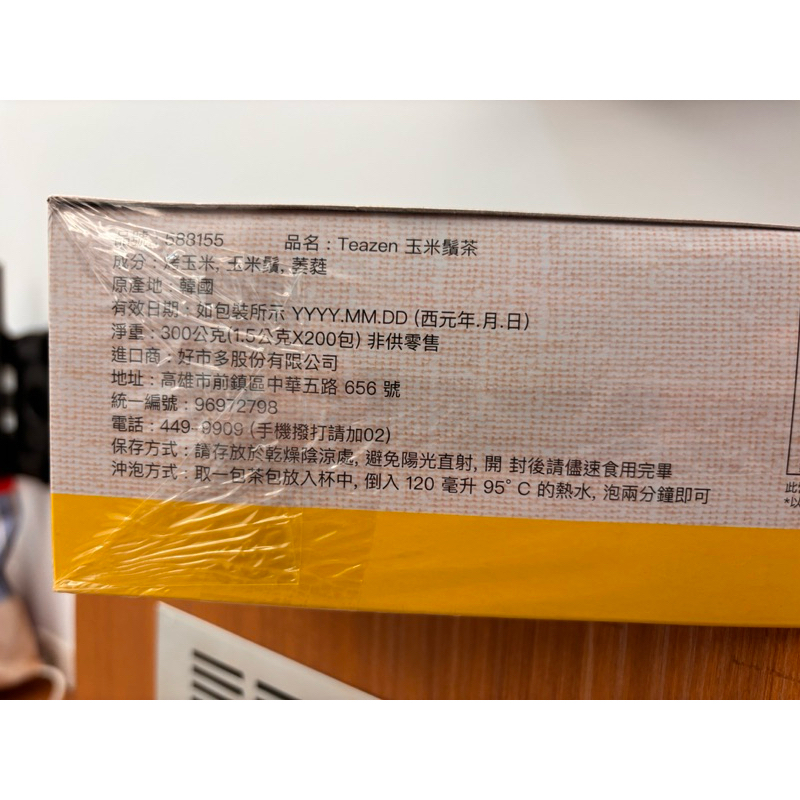 品號：588155 品名：Teazen 玉米鬚茶
成分：洋玉米, 玉米鬚, 萎蕤
原產地：韓國
有效日期：如包裝所示 YYYY.MM.DD (西元年.月.日)
淨重：300公克(1.5公克X200包) 非供零售
進口商：好市多股份有限公司
地址：高雄市前鎮區中華五路 656 號
統一編號：96972798
電話：449-9909 (手機撥打請加02)
保存方式：請存放於乾燥陰涼處, 避免陽光直射, 開 封後請儘速食用完畢
沖泡方式：取一包茶包放入杯中, 倒入 120 毫升 95° C 的熱水, 泡兩分鐘即可